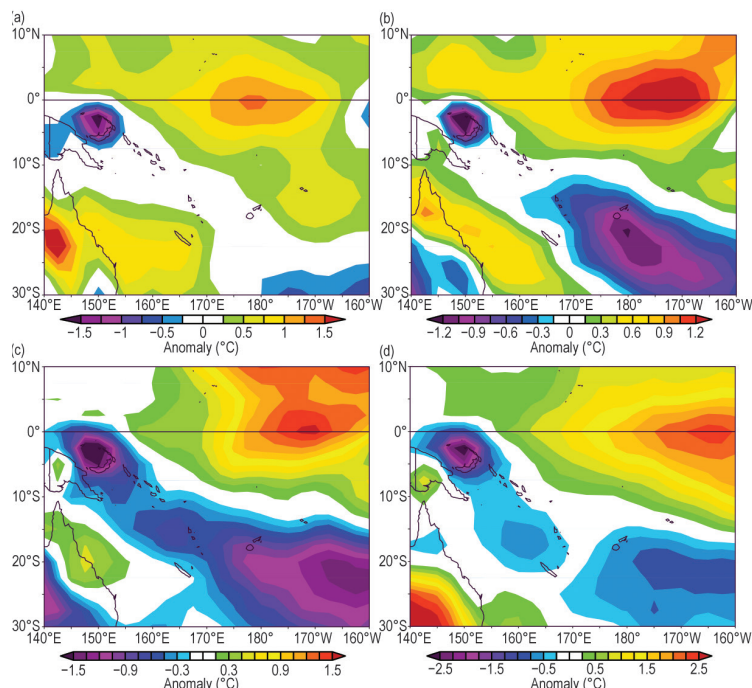 (a)
10°N
0°
10°S
20°S
30°S
140°E 150°E 160°E 170°E 180° 170°W 160°W
−1.5 −1 −0.5 0 0.5 1 1.5
Anomaly (°C)
(b)
10°N
0°
10°S
20°S
30°S
140°E 150°E 160°E 170°E 180° 170°W 160°W
−1.2 −0.9 −0.6 −0.3 0 0.3 0.6 0.9 1.2
Anomaly (°C)
(c)
10°N
0°
10°S
20°S
30°S
140°E 150°E 160°E 170°E 180° 170°W 160°W
−1.5 −0.9 −0.3 0.3 0.9 1.5
Anomaly (°C)
(d)
10°N
0°
10°S
20°S
30°S
140°E 150°E 160°E 170°E 180° 170°W 160°W
−2.5 −1.5 −0.5 0.5 1.5 2.5
Anomaly (°C)